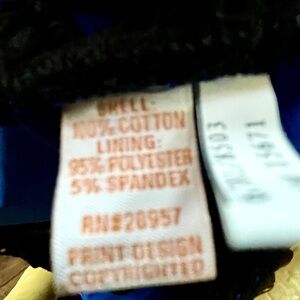 SHELL:
100% COTTON
LINING:
95% POLYESTER
5% SPANDEX
RN#20957
PRINT DESIGN
COPYRIGHTED